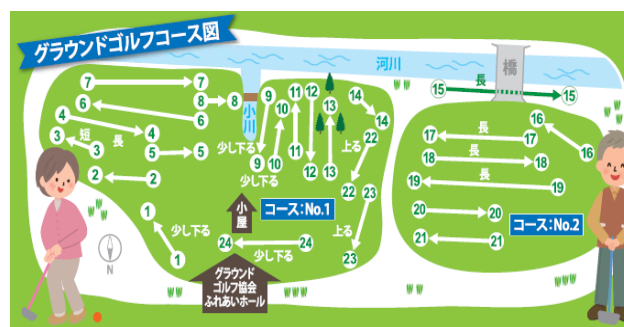 グラウンドゴルフコース図
河川
橋
長
15
15
7
7
6
8
8
小川
9
10
11
12
13
14
14
4
6
3
短
長
4
3
5
5
2
2
少し下る
9
10
11
12
13
少し下る
上る
22
22
23
16
17
長
17
16
18
長
18
19
長
19
20
20
21
21
コース:No.2
1
少し下る
1
小屋
コース:No.1
24
24
少し下る
上る
23
N
グラウンド
ゴルフ協会
ふれあいホール